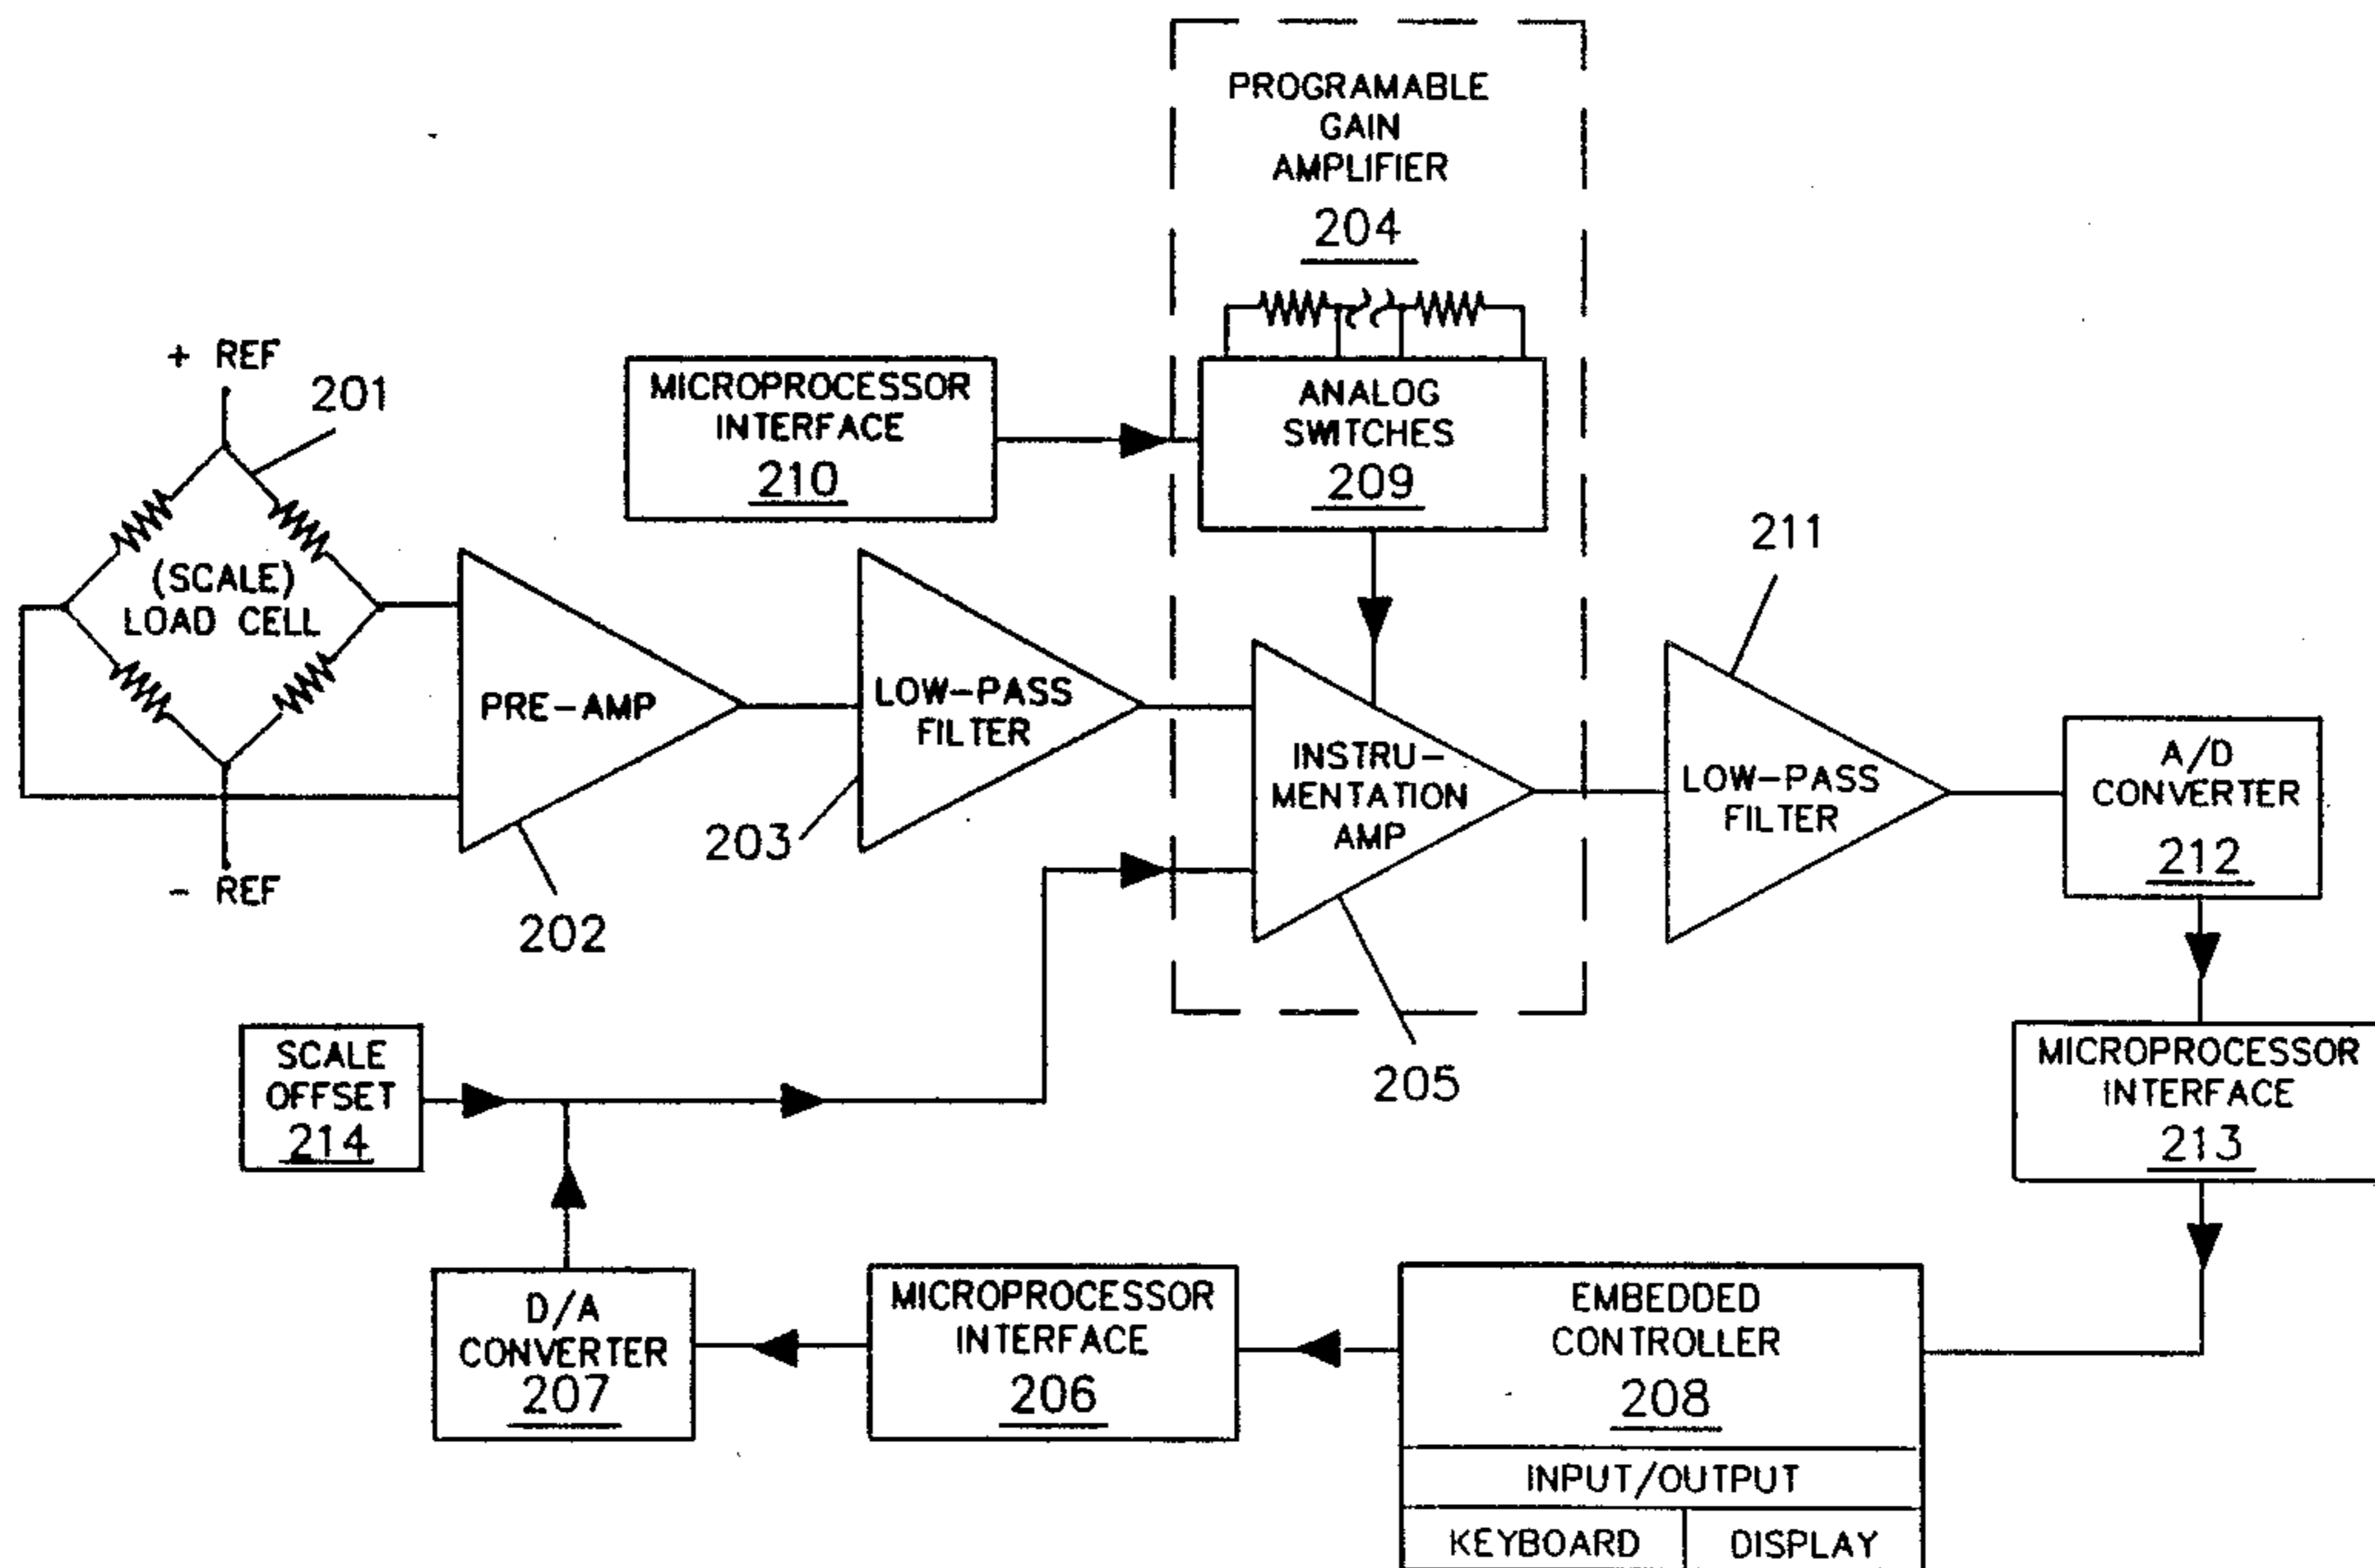 PROGRAMABLE
GAIN
AMPLIFIER
204
+ REF
201
MICROPROCESSOR
INTERFACE
210
ANALOG
SWITCHES
209
211
(SCALE)
LOAD CELL
PRE-AMP
LOW-PASS
FILTER
INSTRU-
MENTATION
AMP
LOW-PASS
FILTER
A/D
CONVERTER
212
203
- REF
202
205
SCALE
OFFSET
214
MICROPROCESSOR
INTERFACE
213
D/A
CONVERTER
207
MICROPROCESSOR
INTERFACE
206
EMBEDDED
CONTROLLER
208
INPUT/OUTPUT
KEYBOARD
DISPLAY